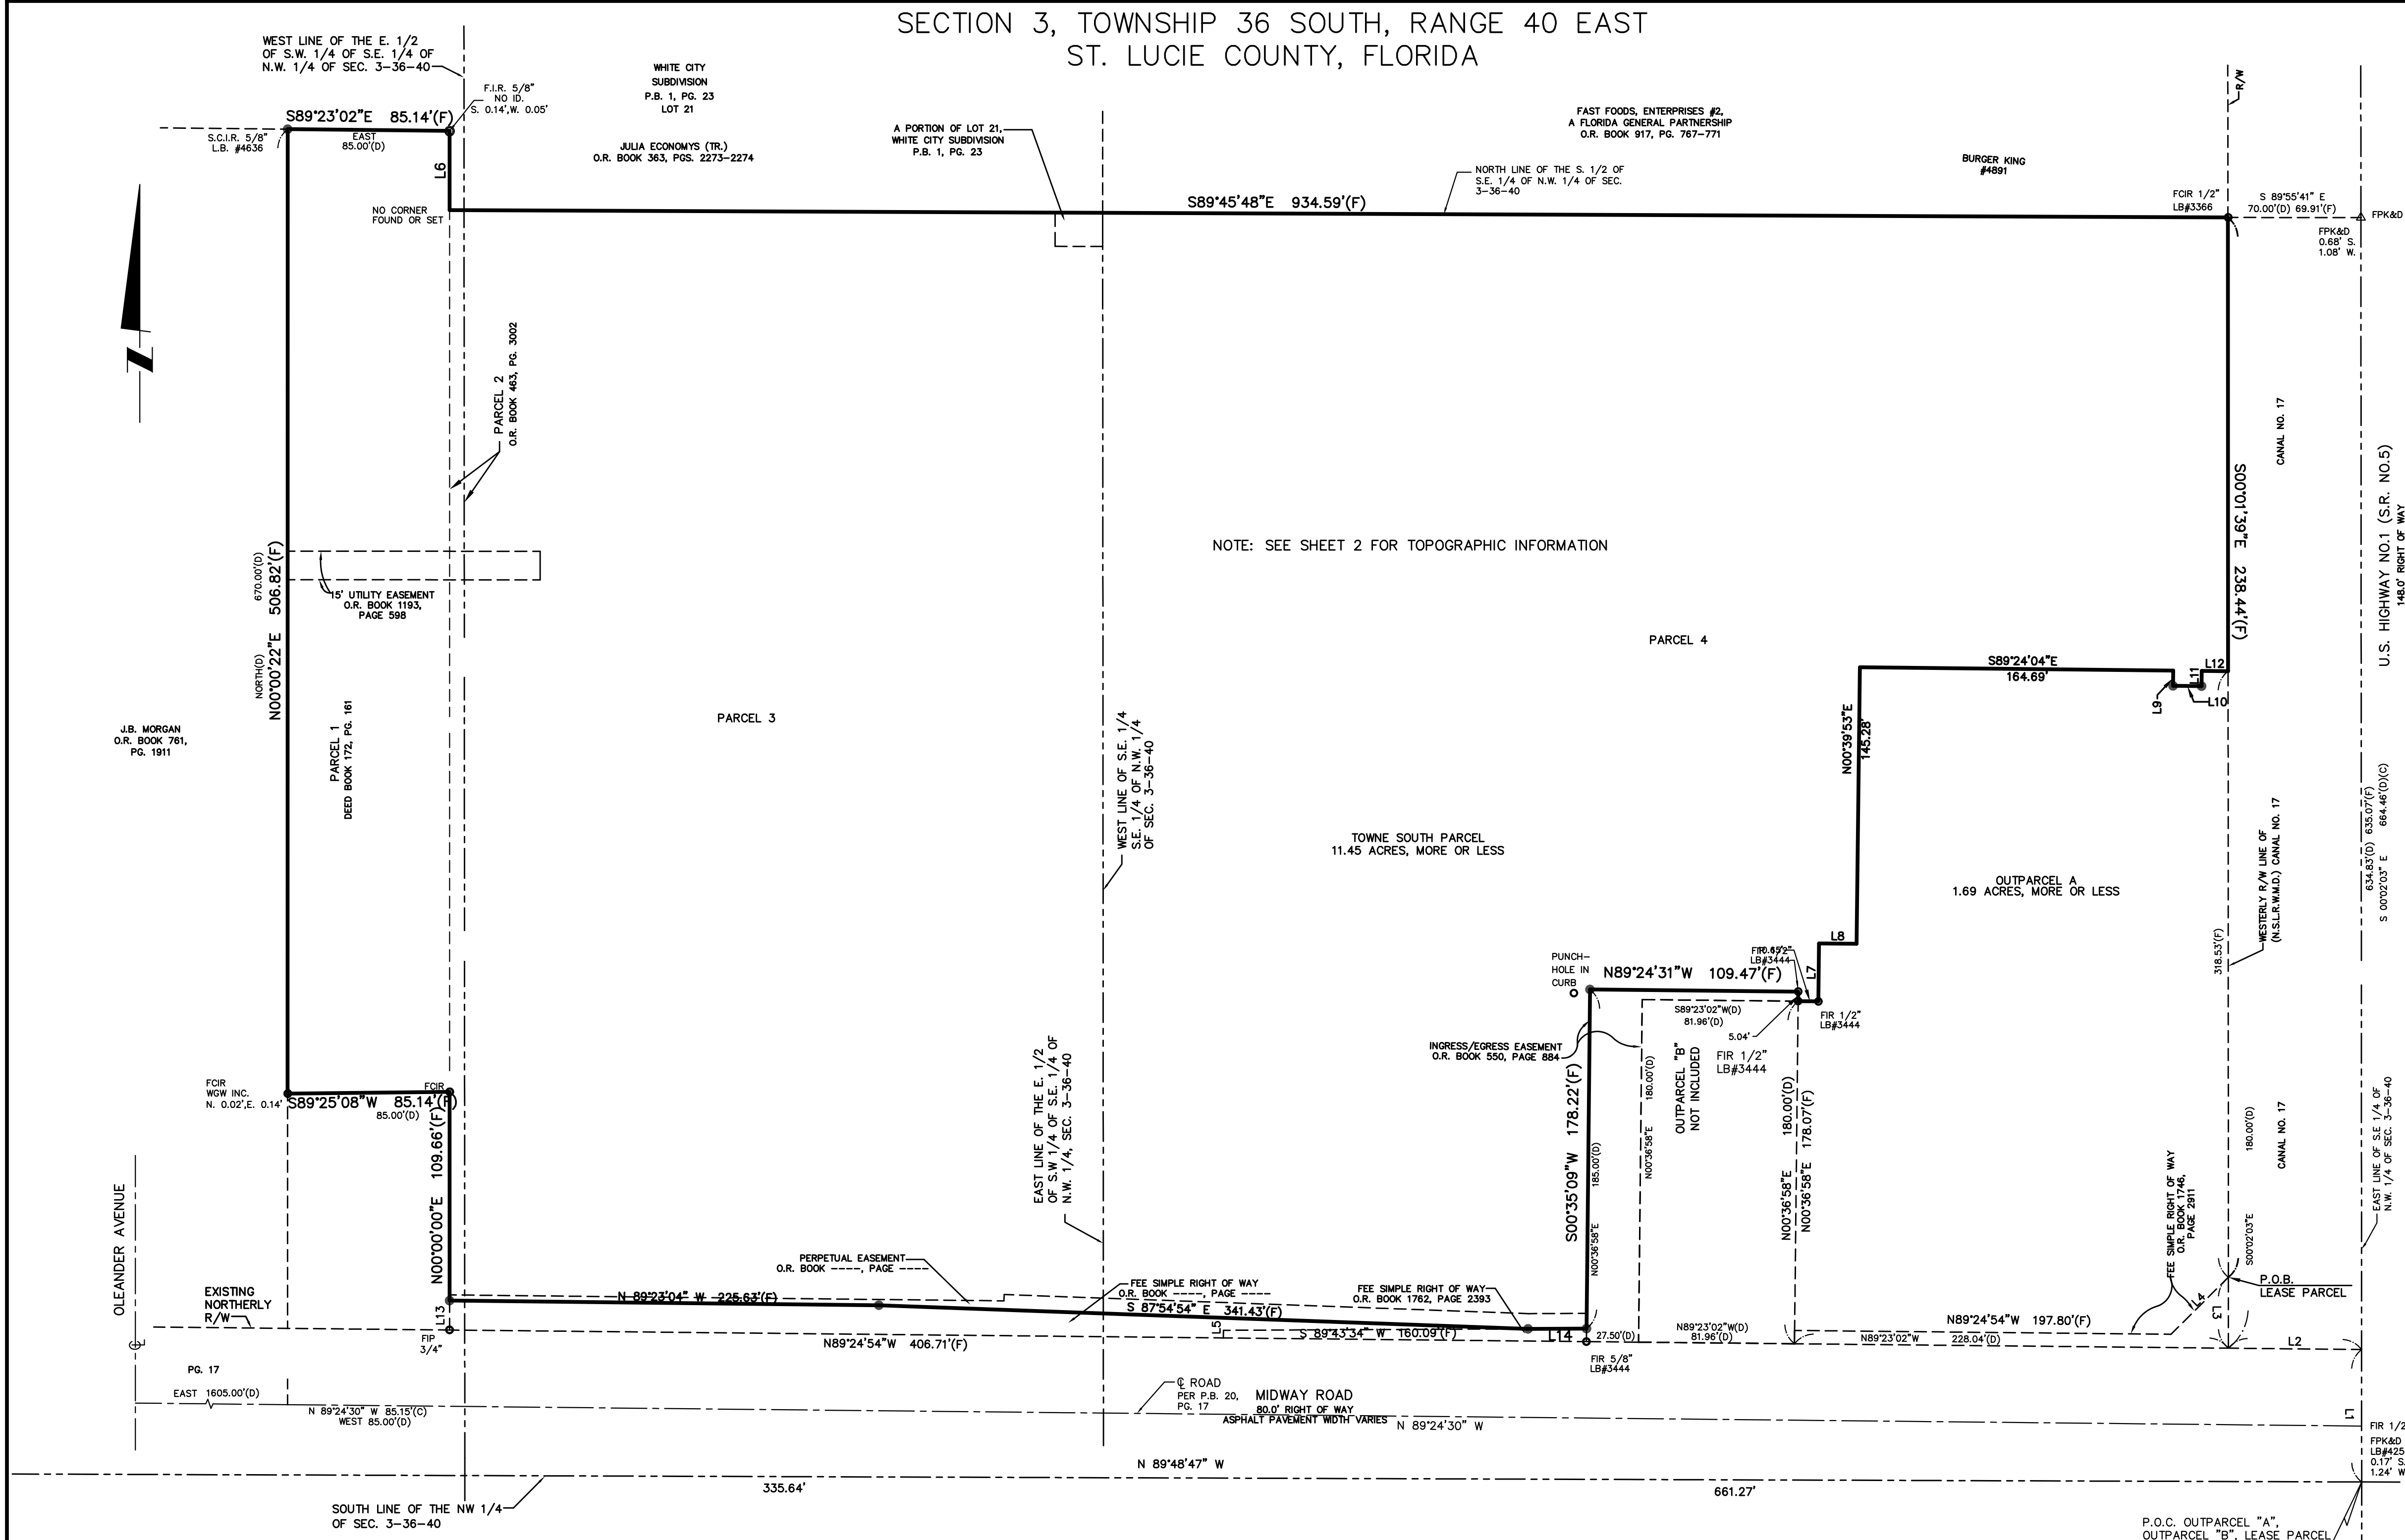 SECTION 3, TOWNSHIP 36 SOUTH, RANGE 40 EAST
ST. LUCIE COUNTY, FLORIDA
WEST LINE OF THE E. 1/2
OF S.W. 1/4 OF S.E. 1/4 OF
N.W. 1/4 OF SEC. 3-36-40
F.I.R. 5/8"
NO ID.
S. 0.14',W. 0.05'
S89°23'02"E 85.14'(F)
EAST
85.00'(D)
S.C.I.R. 5/8"
L.B. #4636
L6
NO CORNER
FOUND OR SET
WHITE CITY
SUBDIVISION
P.B. 1, PG. 23
LOT 21
JULIA ECONOMYS (TR.)
O.R. BOOK 363, PGS. 2273-2274
A PORTION OF LOT 21,
WHITE CITY SUBDIVISION
P.B. 1, PG. 23
S89°45'48"E 934.59'(F)
FAST FOODS, ENTERPRISES #2,
A FLORIDA GENERAL PARTNERSHIP
O.R. BOOK 917, PG. 767-771
NORTH LINE OF THE S. 1/2 OF
S.E. 1/4 OF N.W. 1/4 OF SEC.
3-36-40
BURGER KING
#4891
R/W
FCIR 1/2"
LB#3366
S 89°55'41" E
70.00'(D) 69.91'(F)
FPK&D
FPK&D
0.68' S.
1.08' W.
N
PARCEL 2
O.R. BOOK 463, PG. 3002
CANAL NO. 17
S00°01'39"E 238.44'(F)
U.S. HIGHWAY NO.1 (S.R. NO.5)
148.0' RIGHT OF WAY
NOTE: SEE SHEET 2 FOR TOPOGRAPHIC INFORMATION
670.00'(D)
NORTH(D)
N00°00'22"E 506.82'(F)
15' UTILITY EASEMENT
O.R. BOOK 1193,
PAGE 598
J.B. MORGAN
O.R. BOOK 761,
PG. 1911
PARCEL 1
DEED BOOK 172, PG. 161
PARCEL 3
PARCEL 4
S89°24'04"E
164.69'
L12
L11
L10
L9
N00°39'53"E
145.28'
WEST LINE OF S.E. 1/4
S.E. 1/4 OF N.W. 1/4
OF SEC. 3-36-40
TOWNE SOUTH PARCEL
11.45 ACRES, MORE OR LESS
OUTPARCEL A
1.69 ACRES, MORE OR LESS
318.53'(F)
WESTERLY R/W LINE OF
(N.S.L.R.W.M.D.) CANAL NO. 17
634.83'(D) 635.07'(F)
S 00°02'03" E 664.46'(D)(C)
L8
L7
PUNCH-
HOLE IN
CURB
N89°24'31"W 109.47'(F)
LB#3444
S89°23'02"W(D)
81.96'(D)
5.04'
FIR 1/2"
LB#3444
FIR 1/2"
LB#3444
INGRESS/EGRESS EASEMENT
O.R. BOOK 550, PAGE 884
OUTPARCEL "B"
NOT INCLUDED
180.00'(D)
N00°36'58"E
S00°35'09"W 178.22'(F)
185.00'(D)
N00°36'58"E
180.00'(D)
N00°36'58"E
N00°36'58"E 178.07'(F)
FCIR
WGW INC.
N. 0.02',E. 0.14'
FCIR
S89°25'08"W 85.14'(F)
85.00'(D)
N00°00'00"E 109.66'(F)
EAST LINE OF THE E. 1/2
OF S.W 1/4 OF S.E. 1/4 OF
N.W. 1/4, SEC. 3-36-40
180.00'(D)
S00°02'03"E
CANAL NO. 17
EAST LINE OF S.E 1/4 OF
N.W. 1/4 OF SEC. 3-36-40
FEE SIMPLE RIGHT OF WAY
O.R. BOOK 1746,
PAGE 2911
OLEANDER AVENUE
EXISTING
NORTHERLY
R/W
PERPETUAL EASEMENT
O.R. BOOK ----, PAGE ----
FEE SIMPLE RIGHT OF WAY
O.R. BOOK ----, PAGE ----
FEE SIMPLE RIGHT OF WAY
O.R. BOOK 1762, PAGE 2393
P.O.B.
LEASE PARCEL
N 89°23'04" W 225.63'(F)
S 87°54'54" E 341.43'(F)
L13
FIP
3/4"
L5
S 89°43'34" W 160.09'(F)
L14
27.50'(D)
N89°23'02"W(D)
81.96'(D)
N89°24'54"W 197.80'(F)
L4
L3
N89°24'54"W 406.71'(F)
N89°23'02"W 228.04'(D)
L2
FIR 5/8"
LB#3444
PG. 17
EAST 1605.00'(D)
N 89°24'30" W 85.15'(C)
WEST 85.00'(D)
℄ ROAD
PER P.B. 20,
PG. 17
MIDWAY ROAD
80.0' RIGHT OF WAY
ASPHALT PAVEMENT WIDTH VARIES
N 89°24'30" W
L1
FIR 1/2
FPK&D
LB#425
0.17' S.
1.24' W
N 89°48'47" W
335.64'
661.27'
SOUTH LINE OF THE NW 1/4
OF SEC. 3-36-40
P.O.C. OUTPARCEL "A",
OUTPARCEL "B", LEASE PARCEL